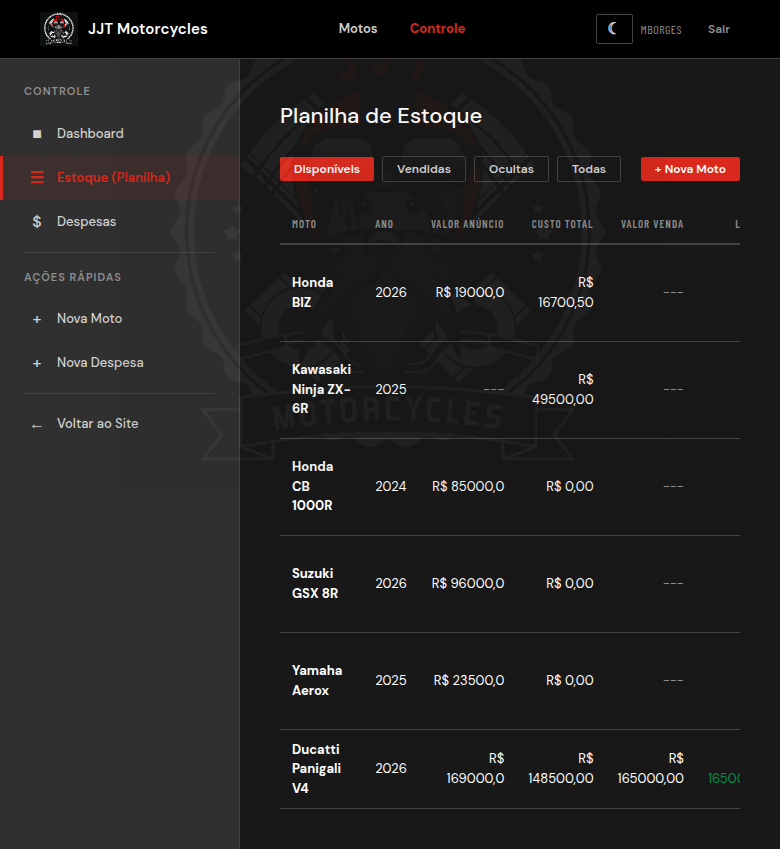 JJT Motorcycles
Motos
Controle
MBORGES
Sair
CONTROLE
Dashboard
Estoque (Planilha)
$ Despesas
AÇÕES RÁPIDAS
+ Nova Moto
+ Nova Despesa
← Voltar ao Site
JJT
MOTORCYCLES
Planilha de Estoque
Disponíveis
Vendidas
Ocultas
Todas
+ Nova Moto
MOTO ANO VALOR ANÚNCIO CUSTO TOTAL VALOR VENDA L
Honda
BIZ
2026
R$ 19000,0
R$
16700,50
---
Kawasaki
Ninja ZX-
6R
2025
---
R$
49500,00
---
Honda
CB
1000R
2024
R$ 85000,0
R$ 0,00
---
Suzuki
GSX 8R
2026
R$ 96000,0
R$ 0,00
---
Yamaha
Aerox
2025
R$ 23500,0
R$ 0,00
---
Ducatti
Panigali
V4
2026
R$
169000,0
R$
148500,00
R$
165000,00
1650